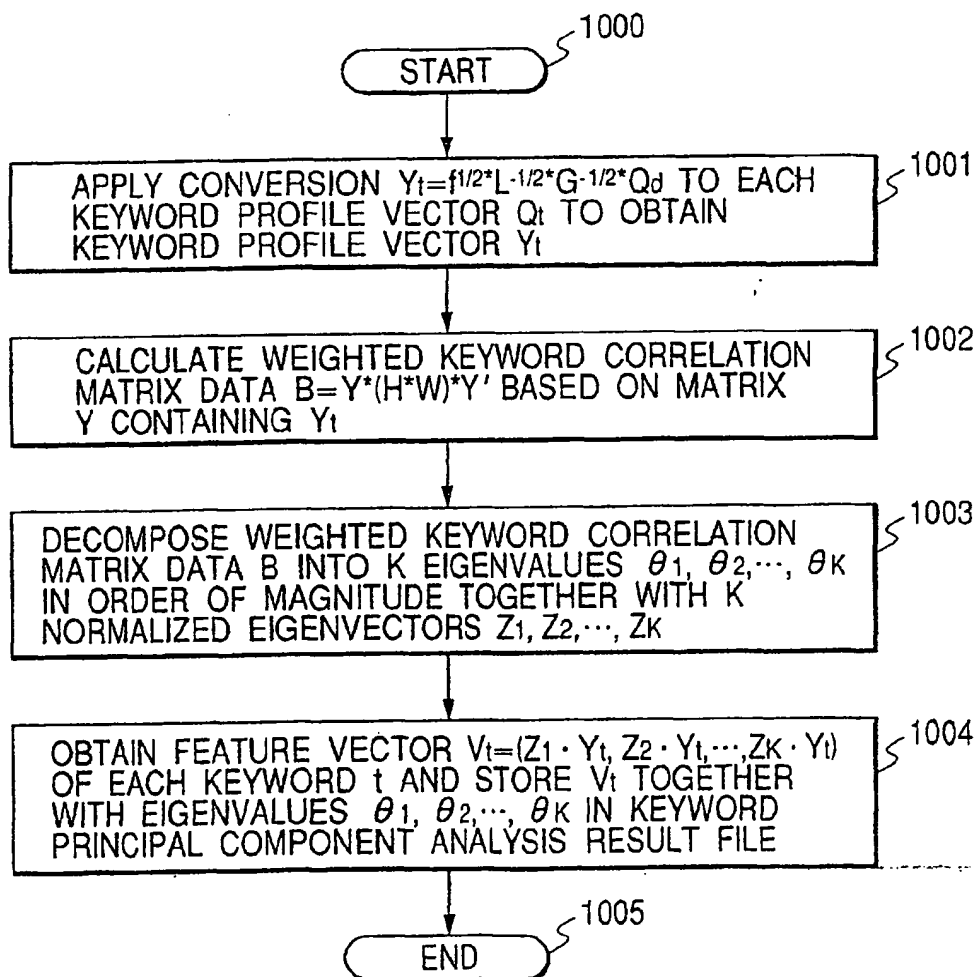 1000
START
1001
APPLY CONVERSION Yt=f^1/2*L^-1/2*G^-1/2*Qd TO EACH
KEYWORD PROFILE VECTOR Qt TO OBTAIN
KEYWORD PROFILE VECTOR Yt
1002
CALCULATE WEIGHTED KEYWORD CORRELATION
MATRIX DATA B=Y*(H*W)*Y' BASED ON MATRIX
Y CONTAINING Yt
1003
DECOMPOSE WEIGHTED KEYWORD CORRELATION
MATRIX DATA B INTO K EIGENVALUES θ1, θ2,···, θK
IN ORDER OF MAGNITUDE TOGETHER WITH K
NORMALIZED EIGENVECTORS Z1, Z2,···, ZK
1004
OBTAIN FEATURE VECTOR Vt=(Z1 · Yt, Z2 · Yt,···,ZK · Yt)
OF EACH KEYWORD t AND STORE Vt TOGETHER
WITH EIGENVALUES θ1, θ2,···, θK IN KEYWORD
PRINCIPAL COMPONENT ANALYSIS RESULT FILE
1005
END